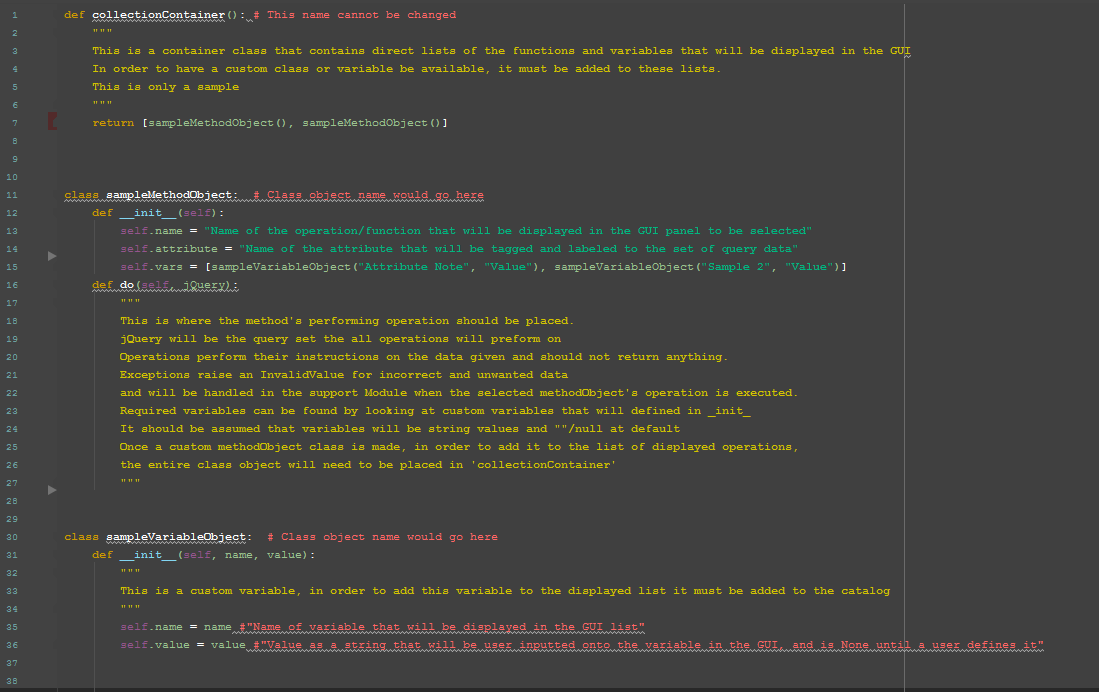 1 def collectionContainer(): # This name cannot be changed
2 """
3 This is a container class that contains direct lists of the functions and variables that will be displayed in the GUI
4 In order to have a custom class or variable be available, it must be added to these lists.
5 This is only a sample
6 """
7 return [sampleMethodObject(), sampleMethodObject()]
8
9
10
11 class sampleMethodObject: # Class object name would go here
12 def __init__(self):
13 self.name = "Name of the operation/function that will be displayed in the GUI panel to be selected"
14 self.attribute = "Name of the attribute that will be tagged and labeled to the set of query data"
15 self.vars = [sampleVariableObject("Attribute Note", "Value"), sampleVariableObject("Sample 2", "Value")]
16 def do(self, jQuery):
17 """
18 This is where the method's performing operation should be placed.
19 jQuery will be the query set the all operations will preform on
20 Operations perform their instructions on the data given and should not return anything.
21 Exceptions raise an InvalidValue for incorrect and unwanted data
22 and will be handled in the support Module when the selected methodObject's operation is executed.
23 Required variables can be found by looking at custom variables that will defined in _init_
24 It should be assumed that variables will be string values and ""/null at default
25 Once a custom methodObject class is made, in order to add it to the list of displayed operations,
26 the entire class object will need to be placed in 'collectionContainer'
27 """
28
29
30 class sampleVariableObject: # Class object name would go here
31 def __init__(self, name, value):
32 """
33 This is a custom variable, in order to add this variable to the displayed list it must be added to the catalog
34 """
35 self.name = name #"Name of variable that will be displayed in the GUI list"
36 self.value = value #"Value as a string that will be user inputted onto the variable in the GUI, and is None until a user defines it"
37
38